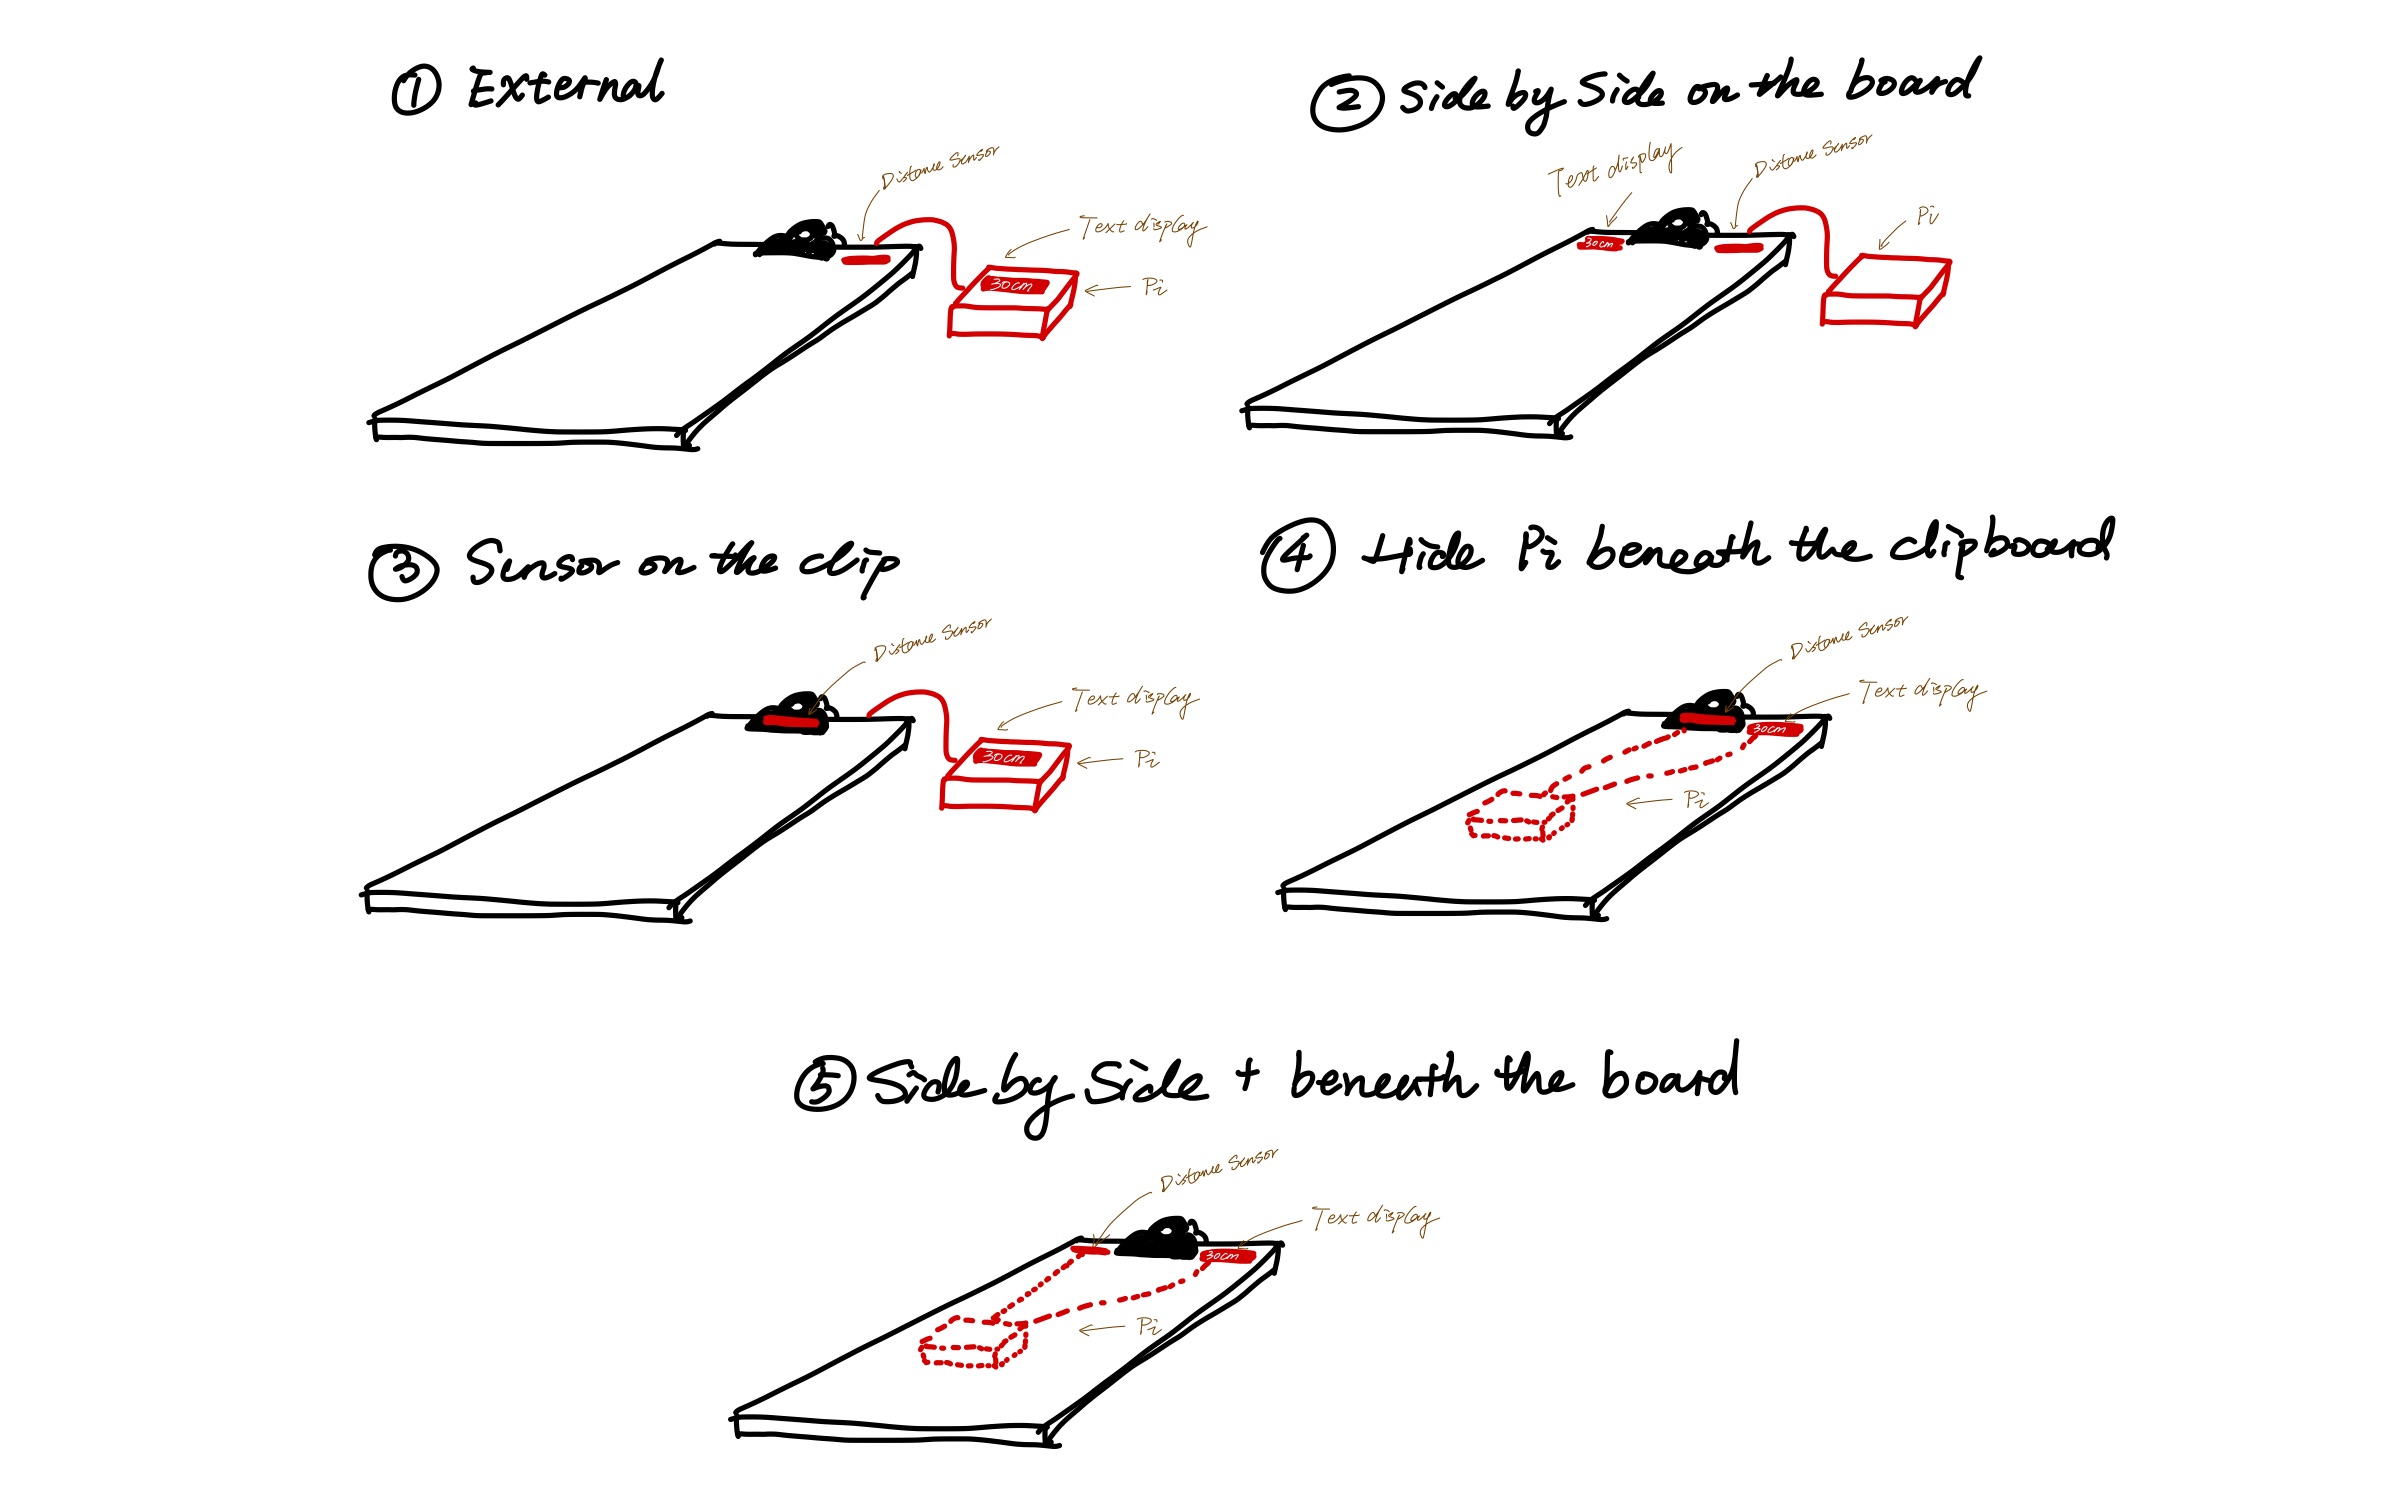 ① External
Distance Sensor
Text display
30cm
Pi
② Side by Side on the board
Text display
Distance Sensor
Pi
30cm
③ Sensor on the clip
Distance Sensor
Text display
30cm
Pi
④ Hide Pi beneath the clipboard
Distance Sensor
Text display
30cm
Pi
⑤ Side by Side + beneath the board
Distance Sensor
Text display
30cm
Pi